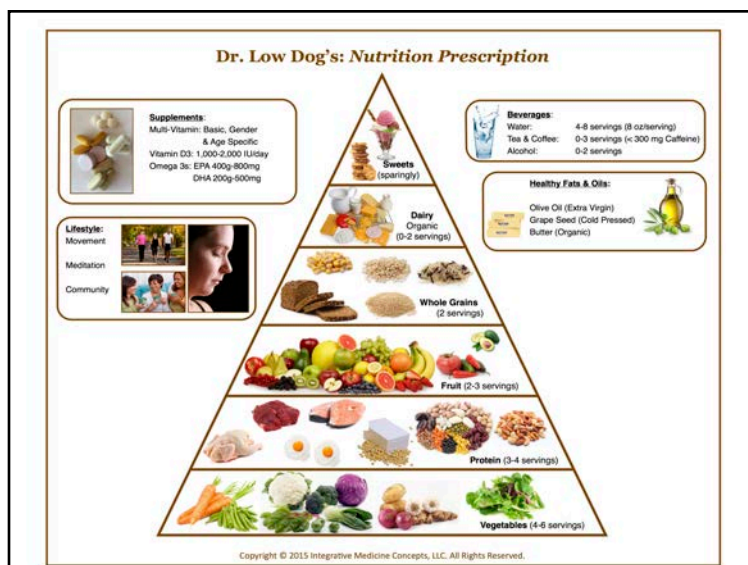 Dr. Low Dog's: Nutrition Prescription
Supplements:
Multi-Vitamin: Basic, Gender
& Age Specific
Vitamin D3: 1,000-2,000 IU/day
Omega 3s: EPA 400g-800mg
DHA 200g-500mg
Lifestyle:
Movement
Meditation
Community
Beverages:
Water: 4-8 servings (8 oz/serving)
Tea & Coffee: 0-3 servings (< 300 mg Caffeine)
Alcohol: 0-2 servings
Healthy Fats & Oils:
Olive Oil (Extra Virgin)
Grape Seed (Cold Pressed)
Butter (Organic)
Sweets
(sparingly)
Dairy
Organic
(0-2 servings)
Whole Grains
(2 servings)
Fruit (2-3 servings)
Protein (3-4 servings)
Vegetables (4-6 servings)
Copyright © 2015 Integrative Medicine Concepts, LLC. All Rights Reserved.